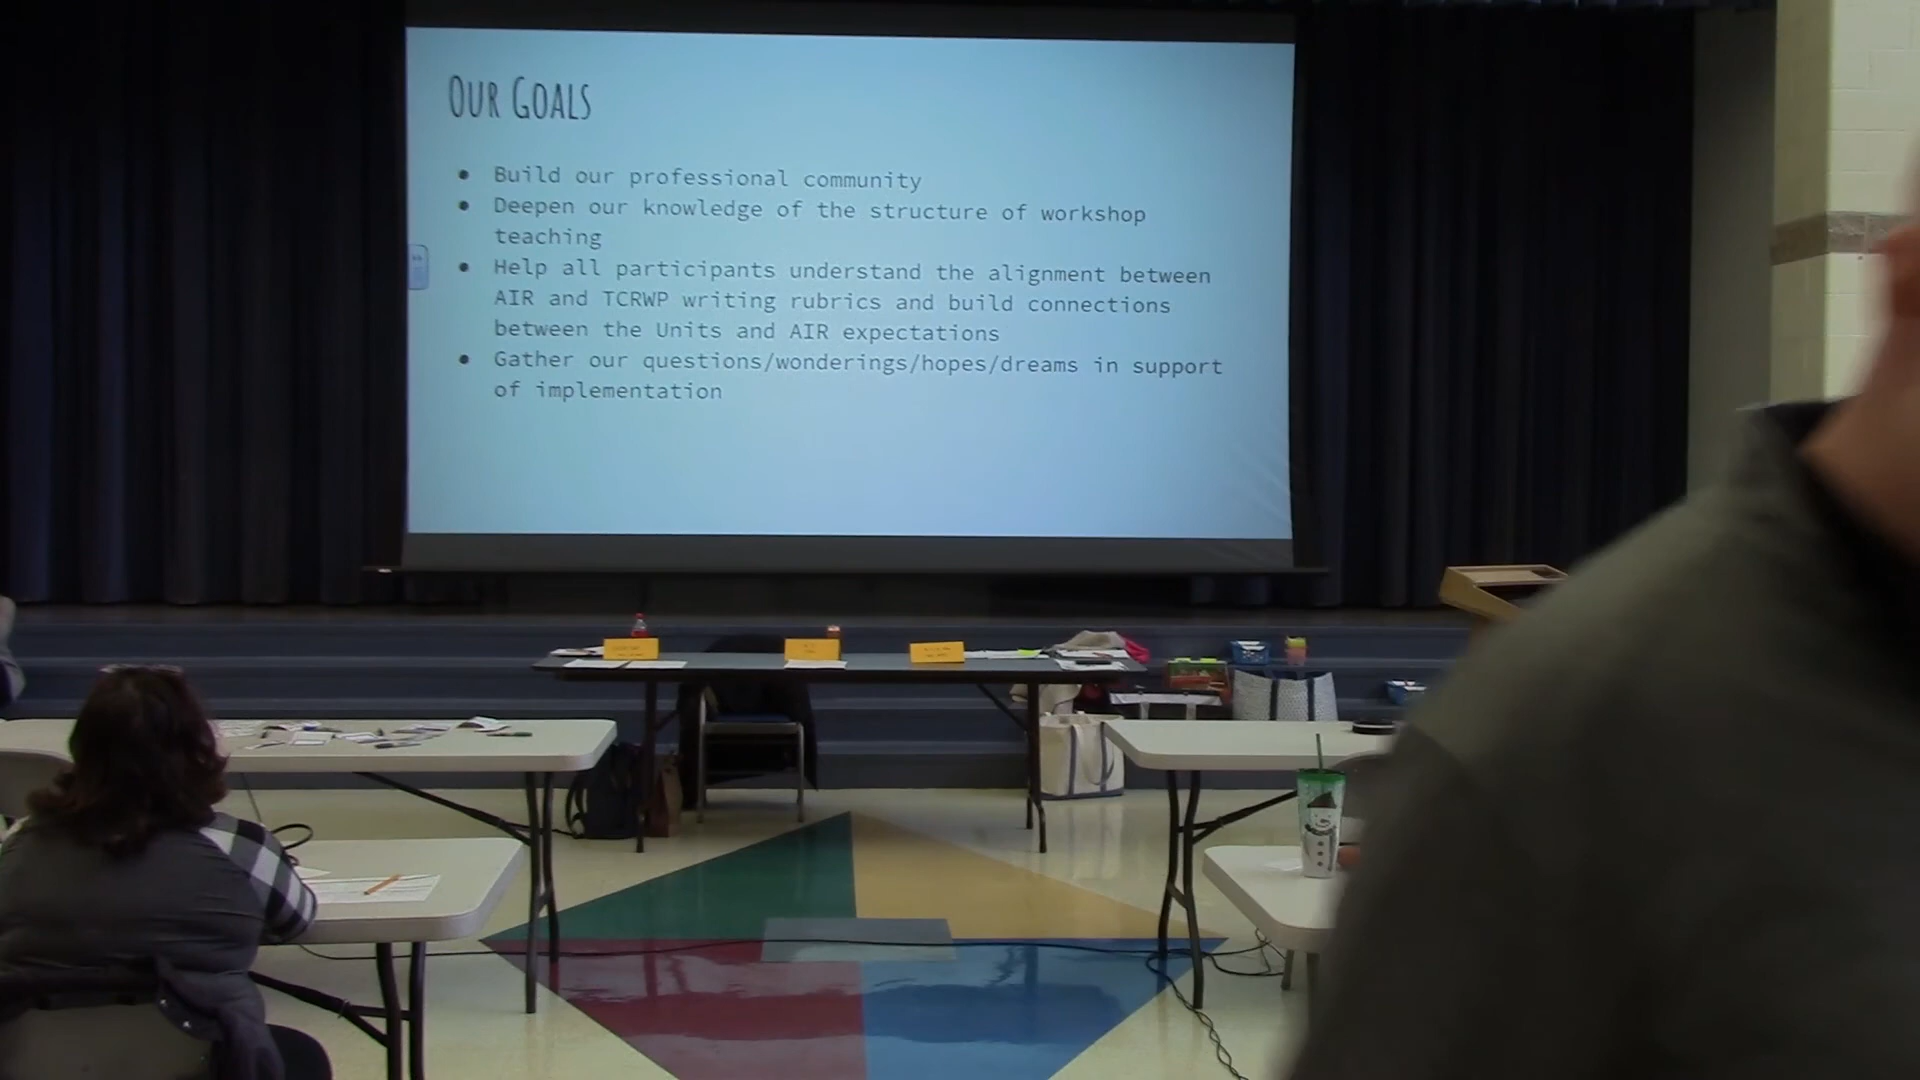 Our Goals
● Build our professional community
● Deepen our knowledge of the structure of workshop
teaching
● Help all participants understand the alignment between
AIR and TCRWP writing rubrics and build connections
between the Units and AIR expectations
● Gather our questions/wonderings/hopes/dreams in support
of implementation